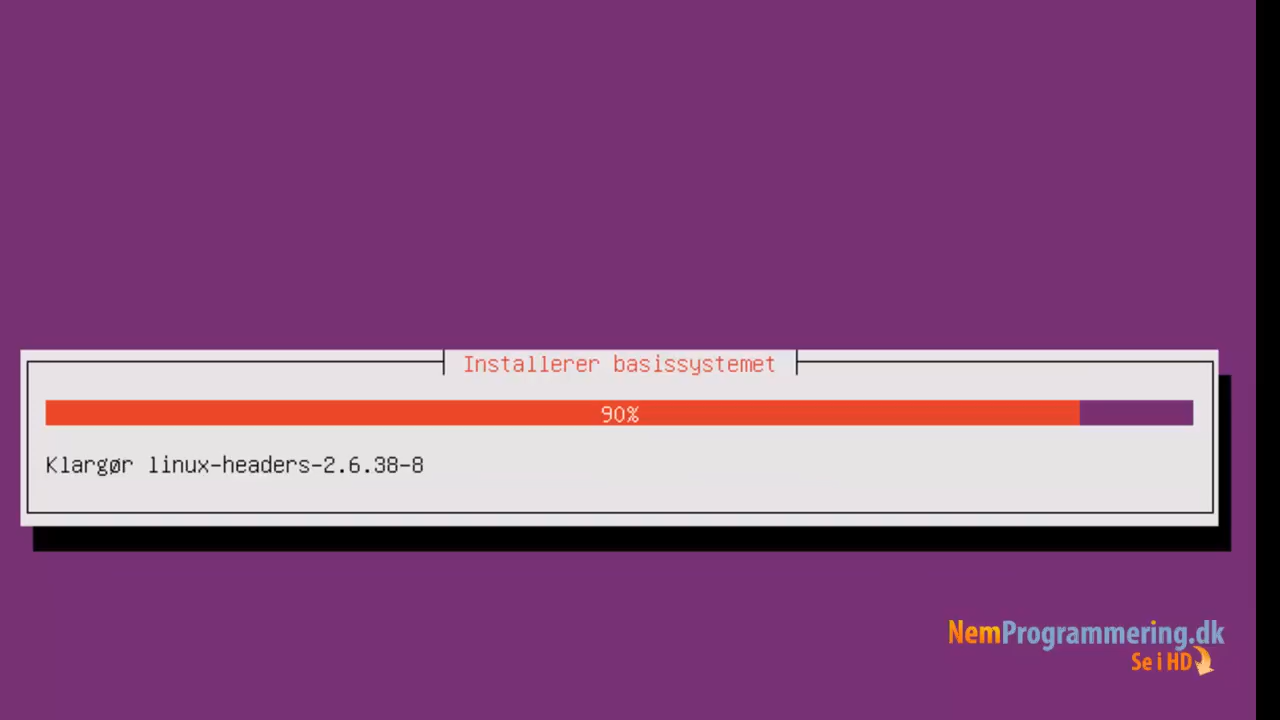 Installerer basissystemet
90%
Klargør linux-headers-2.6.38-8
NemProgrammering.dk
Se i HD